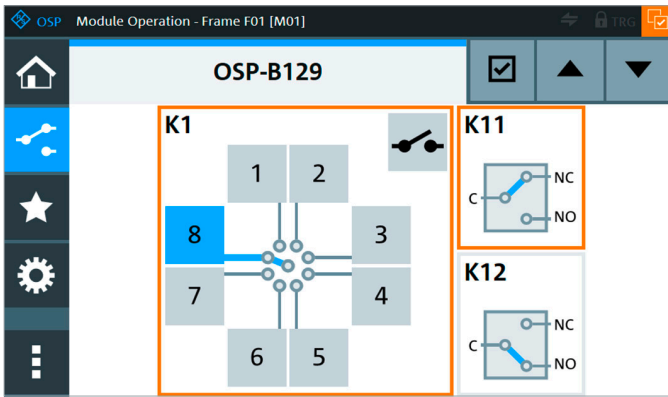 OSP Module Operation - Frame F01 [M01] TRG
OSP-B129
K1
1 2
8 3
7 4
6 5
K11
C NC
NO
K12
NC
C NO